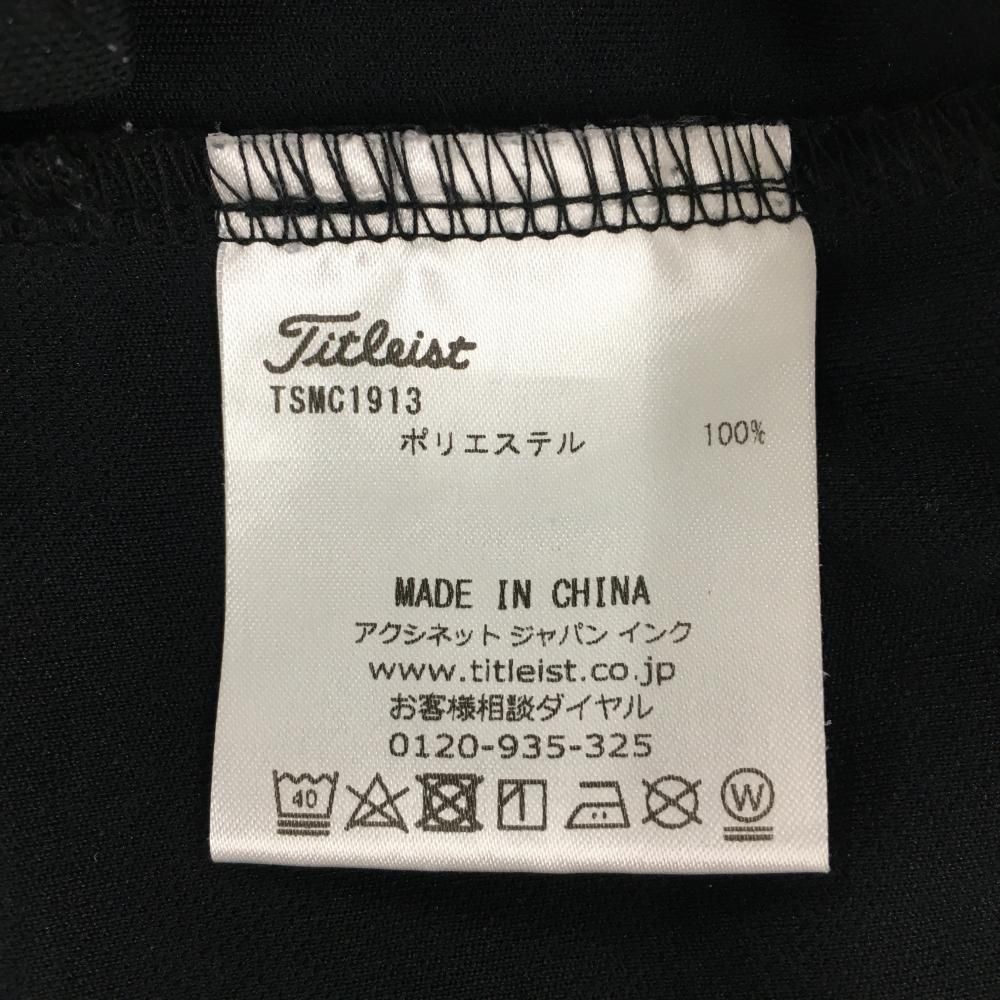 Titleist
TSMC1913
ポリエステル 100%
MADE IN CHINA
アクシネット ジャパン インク
www.titleist.co.jp
お客様相談ダイヤル
0120-935-325
40 W